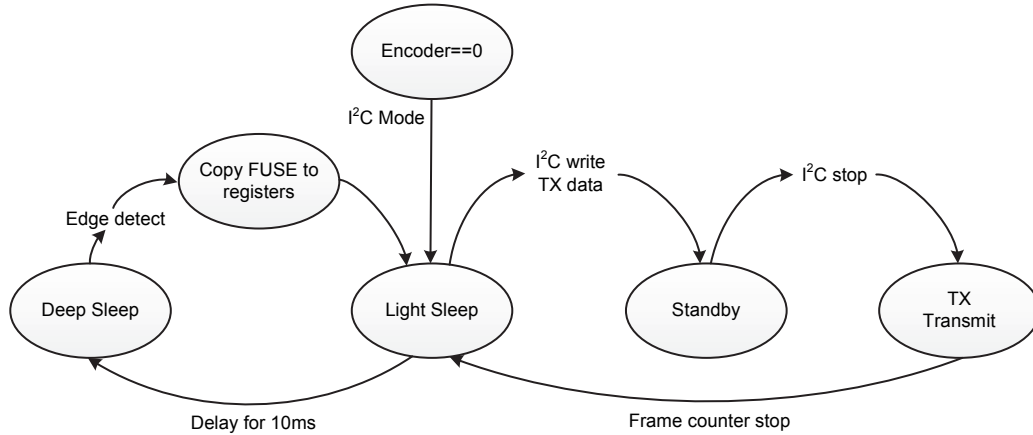 Encoder==0
I²C Mode
Copy FUSE to
registers
I²C write
TX data
I²C stop
Edge detect
Deep Sleep
Light Sleep
Standby
TX
Transmit
Delay for 10ms
Frame counter stop